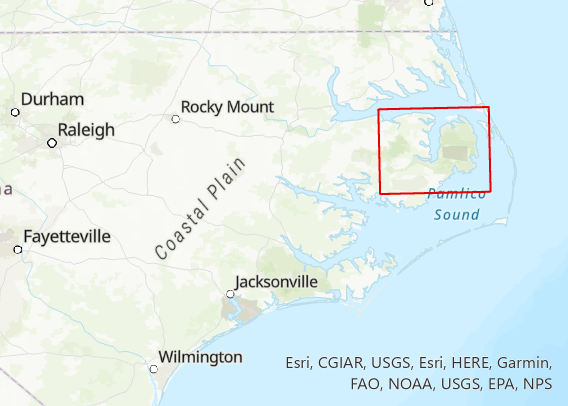 Durham
Rocky Mount
Raleigh
a
Coastal Plain
Pamlico
Sound
Fayetteville
Jacksonville
Wilmington
Esri, CGIAR, USGS, Esri, HERE, Garmin,
FAO, NOAA, USGS, EPA, NPS